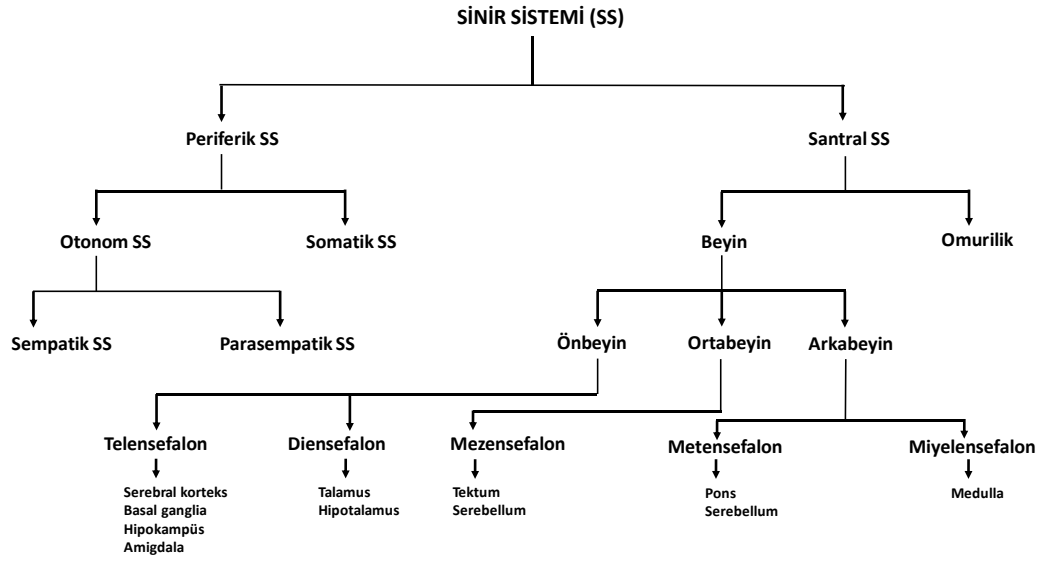 SİNİR SİSTEMİ (SS)
Periferik SS
Santral SS
Otonom SS
Somatik SS
Beyin
Omurilik
Sempatik SS
Parasempatik SS
Önbeyin
Ortabeyin
Arkabeyin
Telensefalon
Diensefalon
Mezensefalon
Metensefalon
Miyelensefalon
Serebral korteks
Basal ganglia
Hipokampüs
Amigdala
Talamus
Hipotalamus
Tektum
Serebellum
Pons
Serebellum
Medulla